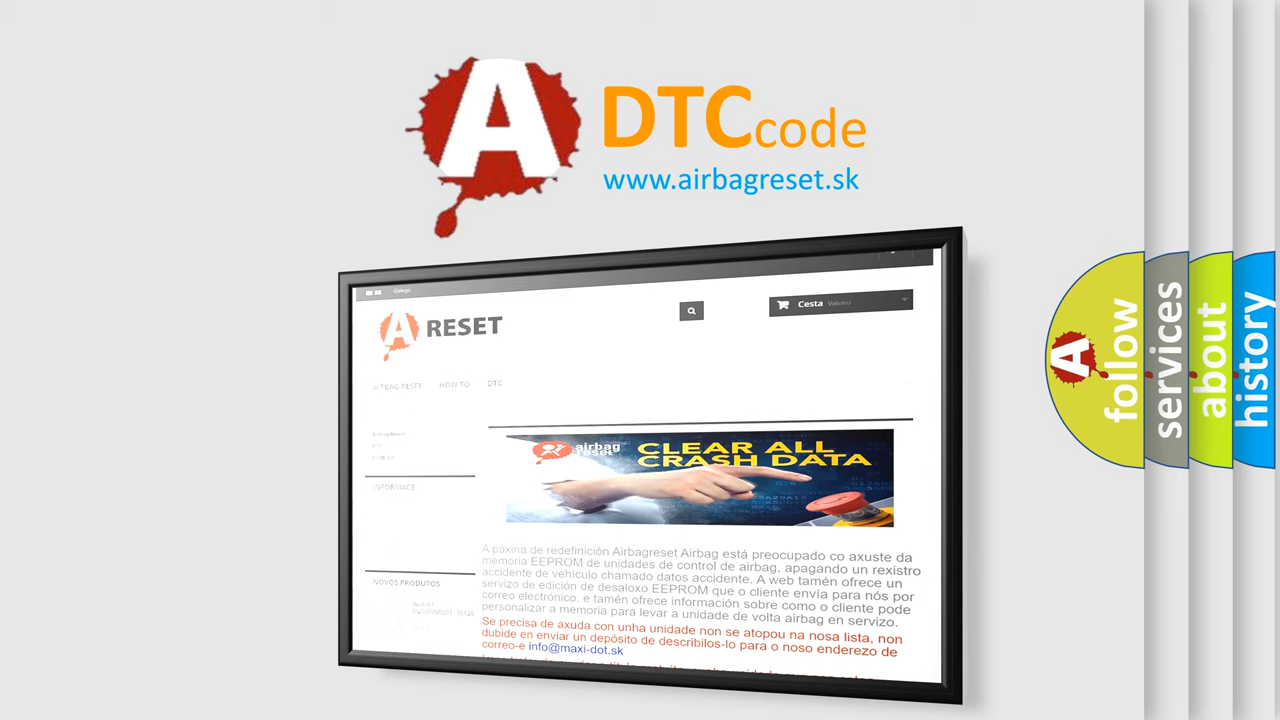 A
DTCcode
www.airbagreset.sk
Galego
A RESET
Cesta Valeiro
AIRBAG RESET HOW TO DTC
INFORMACE
NOVOS PRODUTOS
airbag
reset
CLEAR ALL
CRASH DATA
A páxina de redefinición Airbagreset Airbag está preocupado co axuste da
memoria EEPROM de unidades de control de airbag, apagando un rexistro
accidente de vehículo chamado datos accidente. A web tamén ofrece un
servizo de edición de desaloxo EEPROM que o cliente envía para nós por
correo electrónico, e tamén ofrece información sobre como o cliente pode
personalizar a memoria para levar a unidade de volta airbag en servizo.
Se precisa de axuda con unha unidade non se atopou na nosa lista, non
dubide en enviar un depósito de describilos-lo para o noso enderezo de
correo-e info@maxi-dot.sk
A
follow
services
about
history